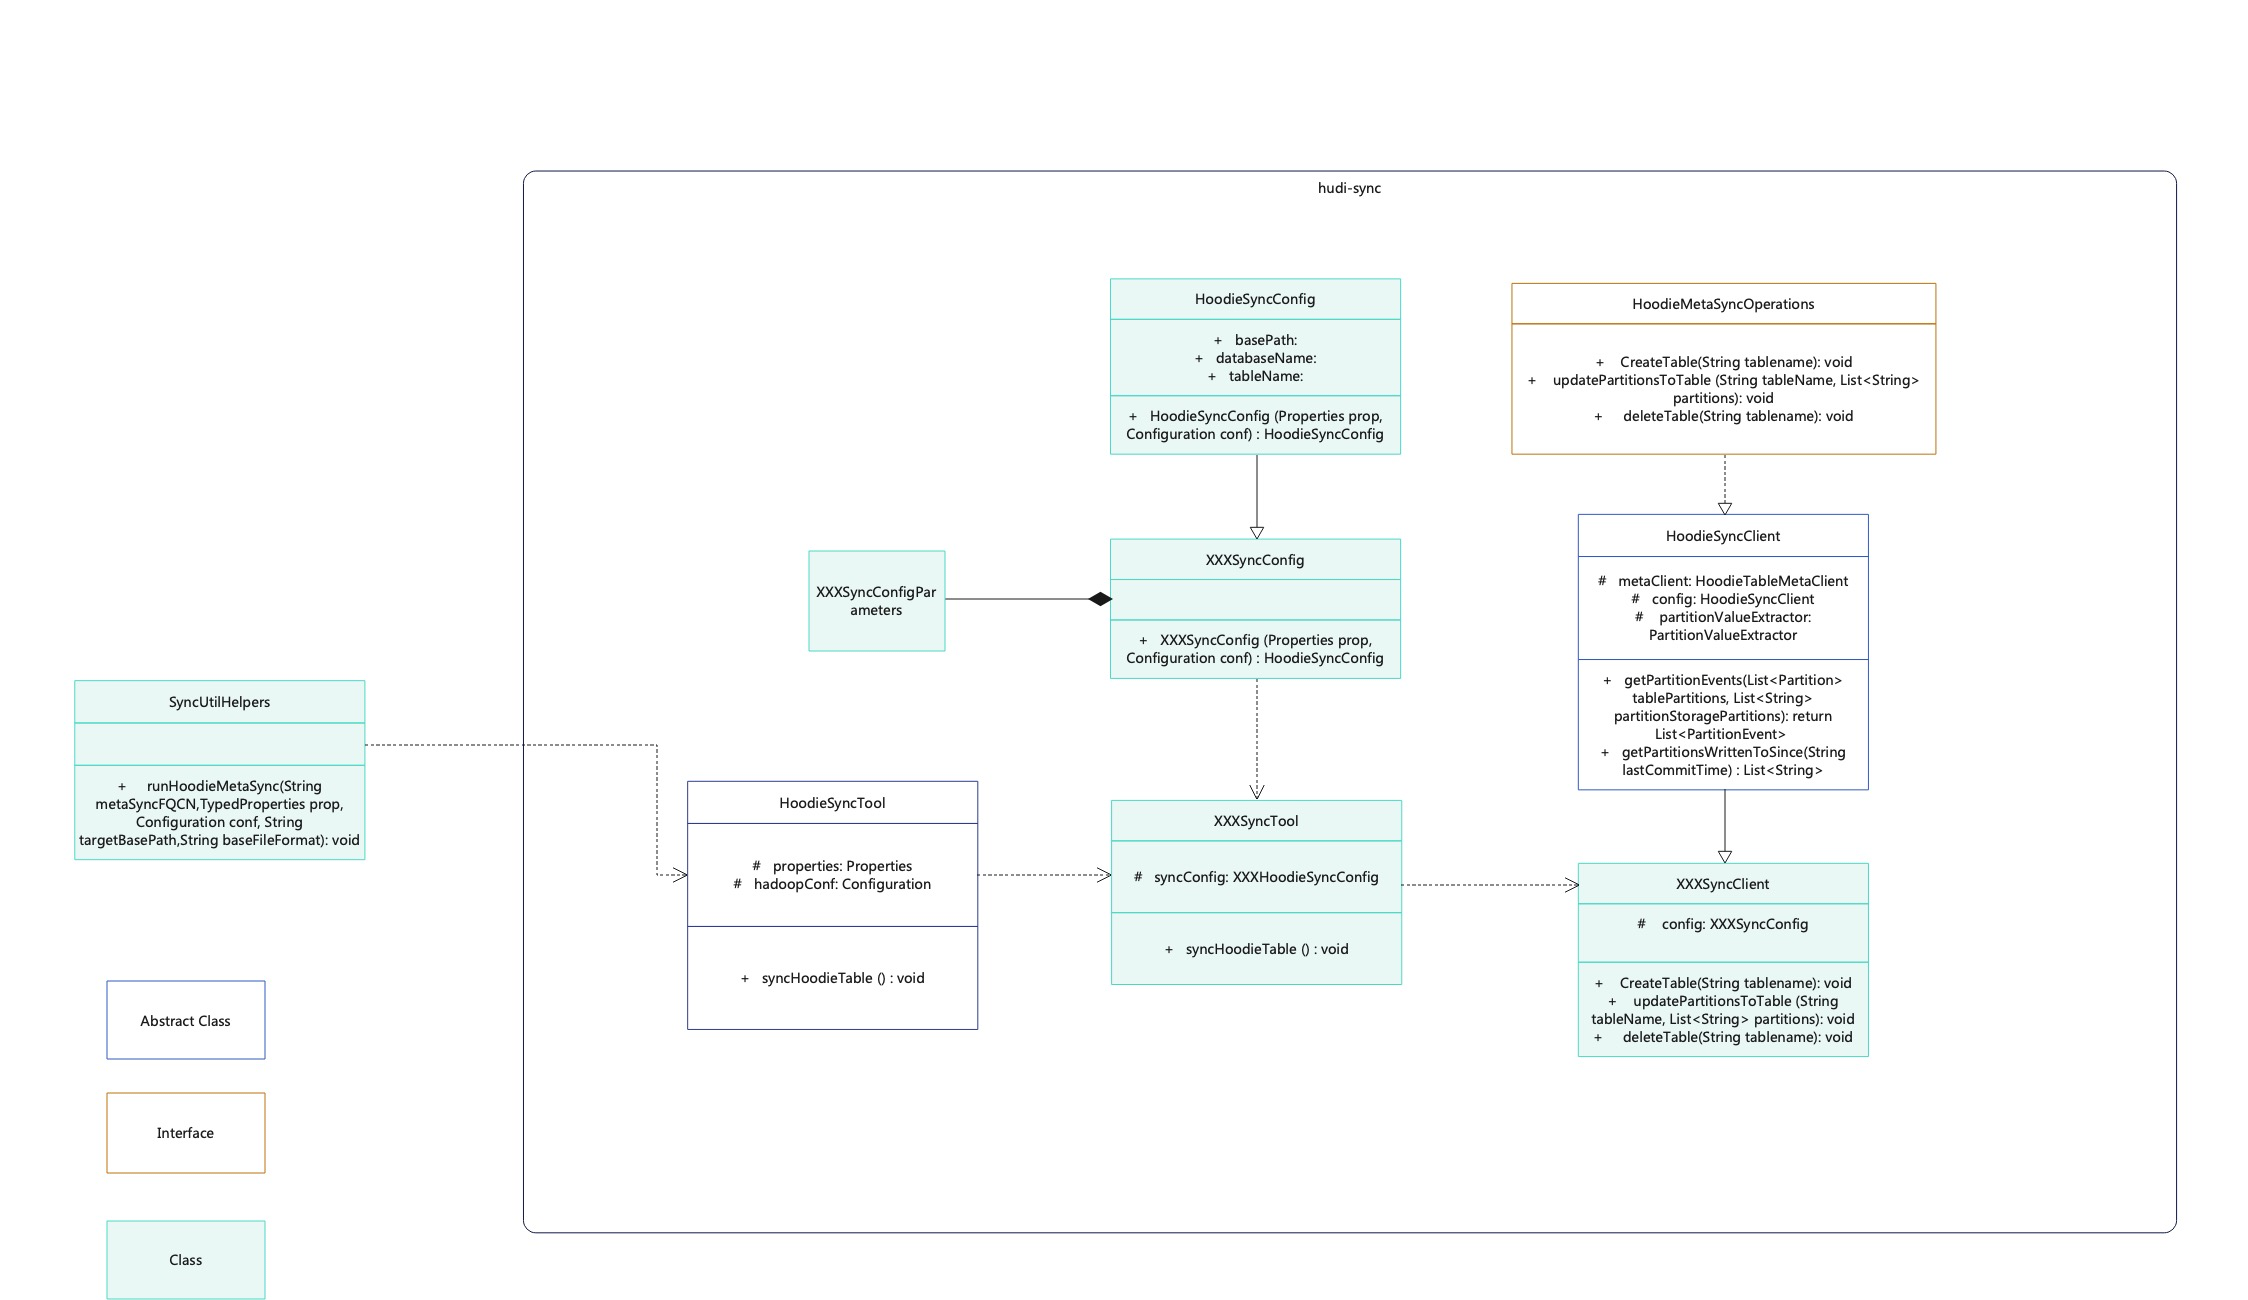 hudi-sync
HoodieSyncConfig
+ basePath:
+ databaseName:
+ tableName:
+ HoodieSyncConfig (Properties prop,
Configuration conf) : HoodieSyncConfig
HoodieMetaSyncOperations
+ CreateTable(String tablename): void
+ updatePartitionsToTable (String tableName, List<String>
partitions): void
+ deleteTable(String tablename): void
XXXSyncConfigPar
ameters
XXXSyncConfig
+ XXXSyncConfig (Properties prop,
Configuration conf) : HoodieSyncConfig
HoodieSyncClient
# metaClient: HoodieTableMetaClient
# config: HoodieSyncClient
# partitionValueExtractor:
PartitionValueExtractor
+ getPartitionEvents(List<Partition>
tablePartitions, List<String>
partitionStoragePartitions): return
List<PartitionEvent>
+ getPartitionsWrittenToSince(String
lastCommitTime) : List<String>
SyncUtilHelpers
+ runHoodieMetaSync(String
metaSyncFQCN,TypedProperties prop,
Configuration conf, String
targetBasePath,String baseFileFormat): void
HoodieSyncTool
# properties: Properties
# hadoopConf: Configuration
+ syncHoodieTable () : void
XXXSyncTool
# syncConfig: XXXHoodieSyncConfig
+ syncHoodieTable () : void
XXXSyncClient
# config: XXXSyncConfig
+ CreateTable(String tablename): void
+ updatePartitionsToTable (String
tableName, List<String> partitions): void
+ deleteTable(String tablename): void
Abstract Class
Interface
Class